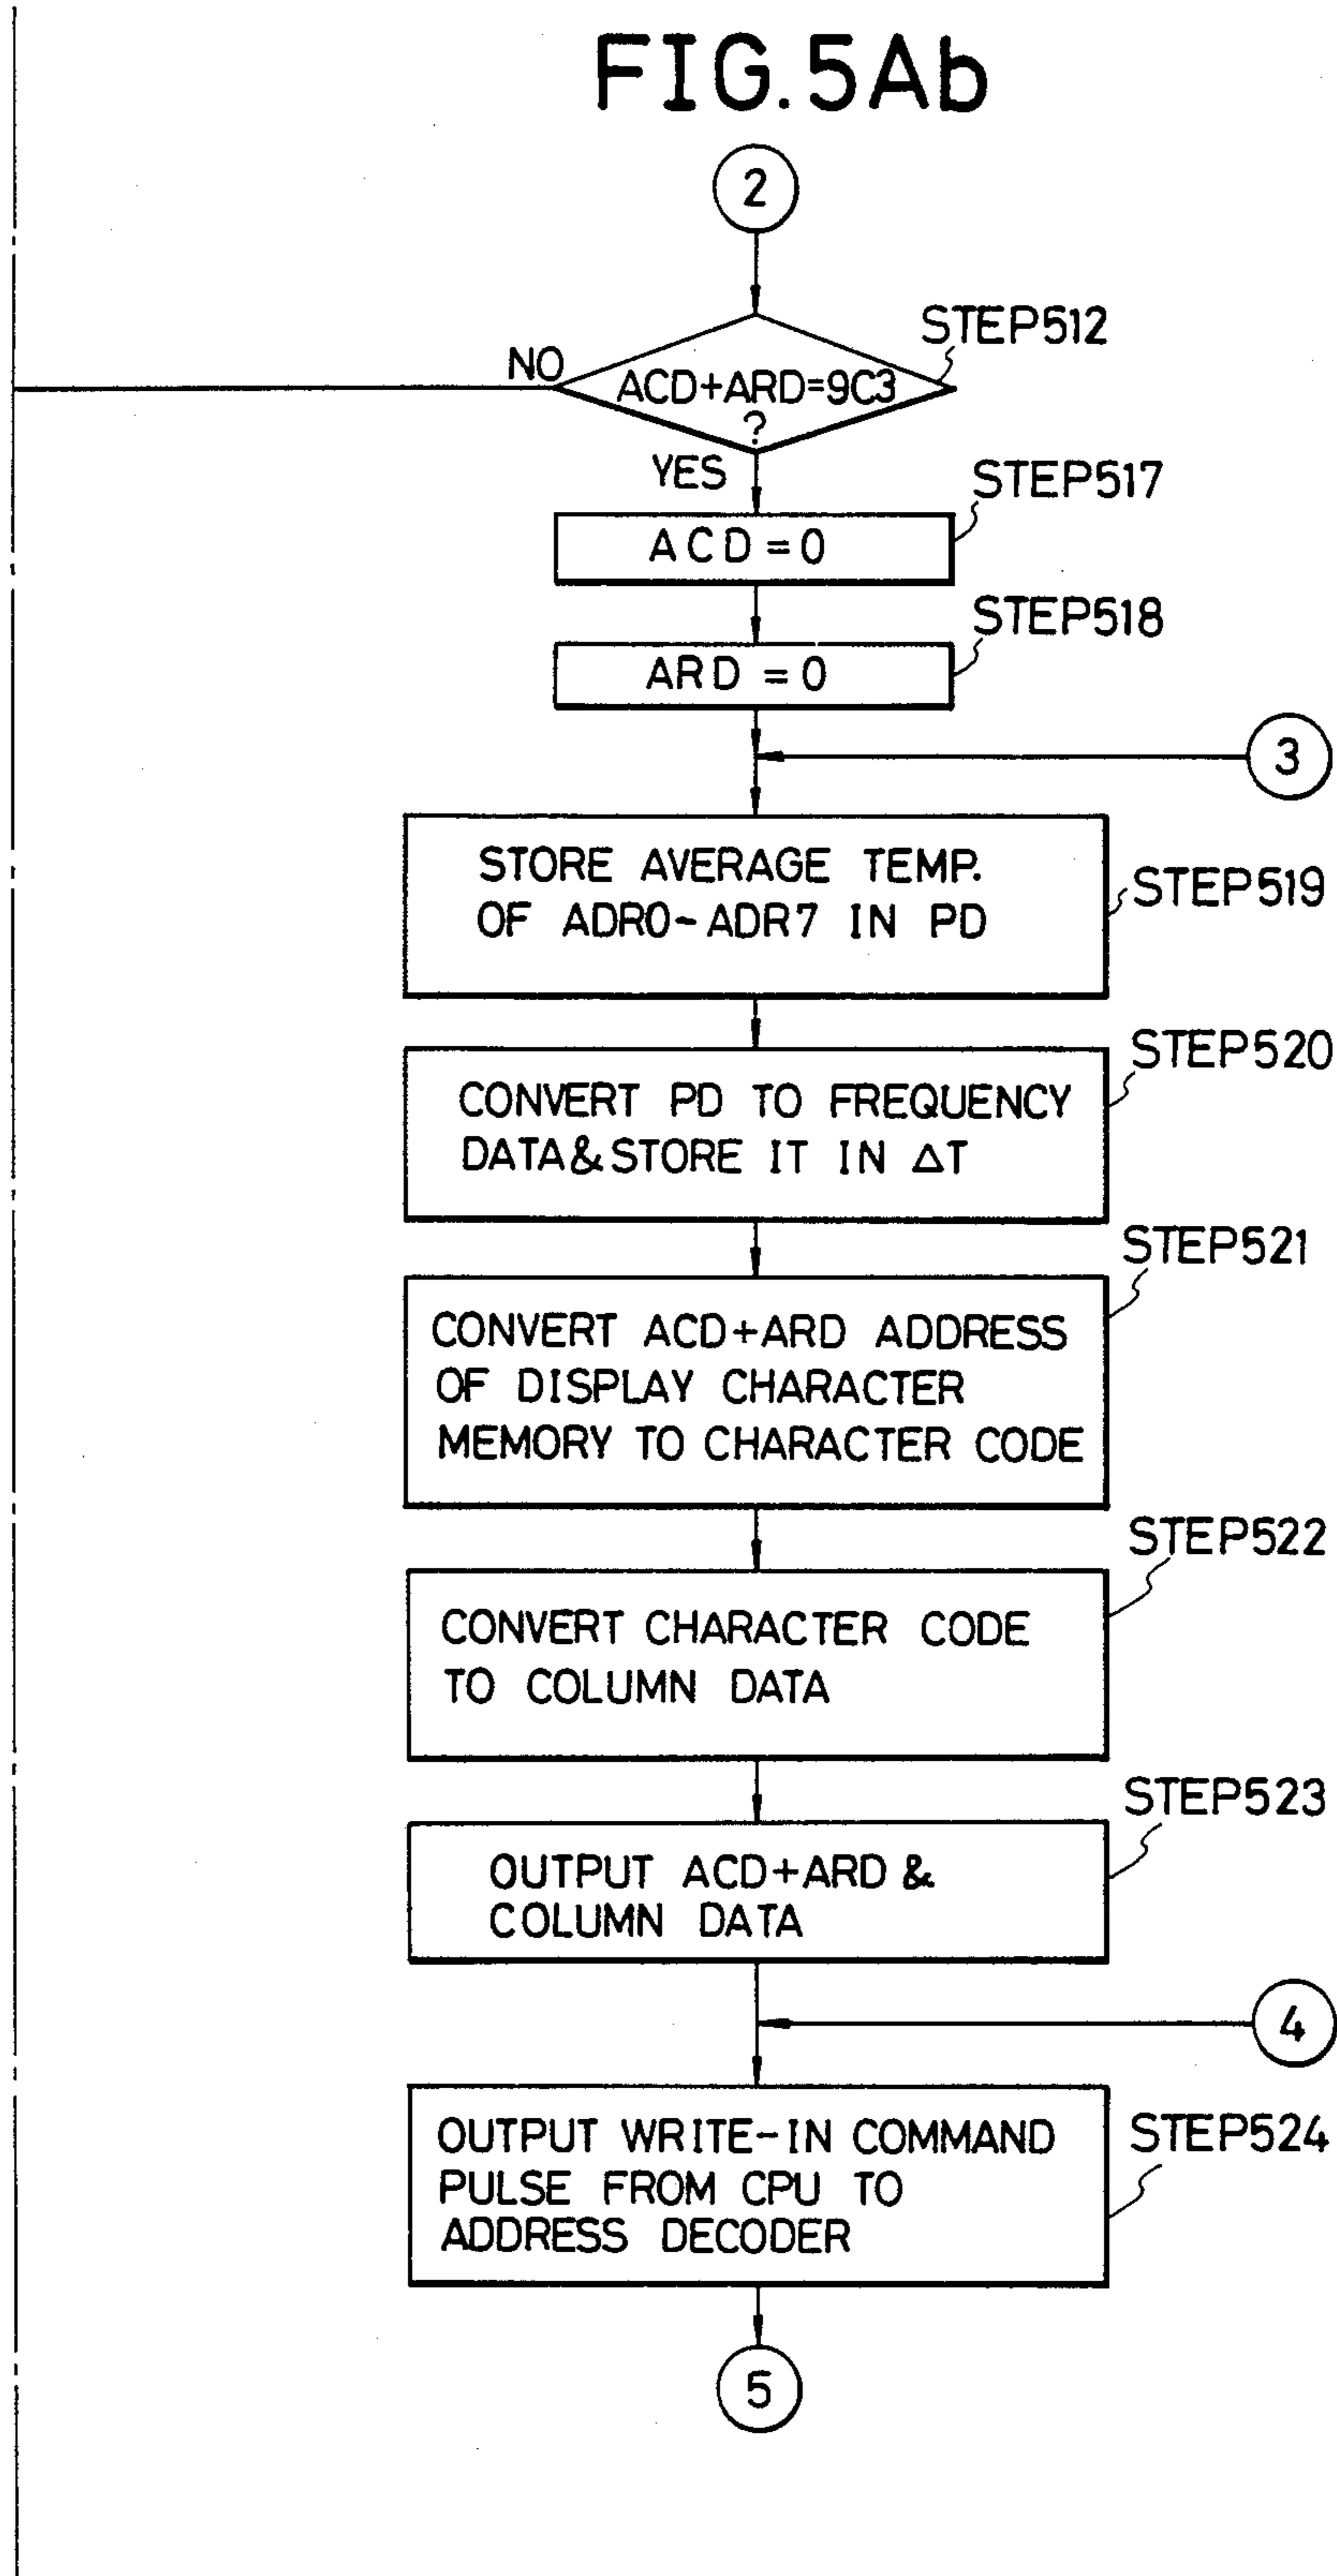 FIG.5Ab
2
STEP512
NO
ACD+ARD=9C3
?
YES
STEP517
ACD=0
STEP518
ARD=0
3
STORE AVERAGE TEMP.
OF ADR0~ADR7 IN PD
STEP519
STEP520
CONVERT PD TO FREQUENCY
DATA&STORE IT IN ΔT
STEP521
CONVERT ACD+ARD ADDRESS
OF DISPLAY CHARACTER
MEMORY TO CHARACTER CODE
STEP522
CONVERT CHARACTER CODE
TO COLUMN DATA
STEP523
OUTPUT ACD+ARD &
COLUMN DATA
4
OUTPUT WRITE-IN COMMAND
PULSE FROM CPU TO
ADDRESS DECODER
STEP524
5